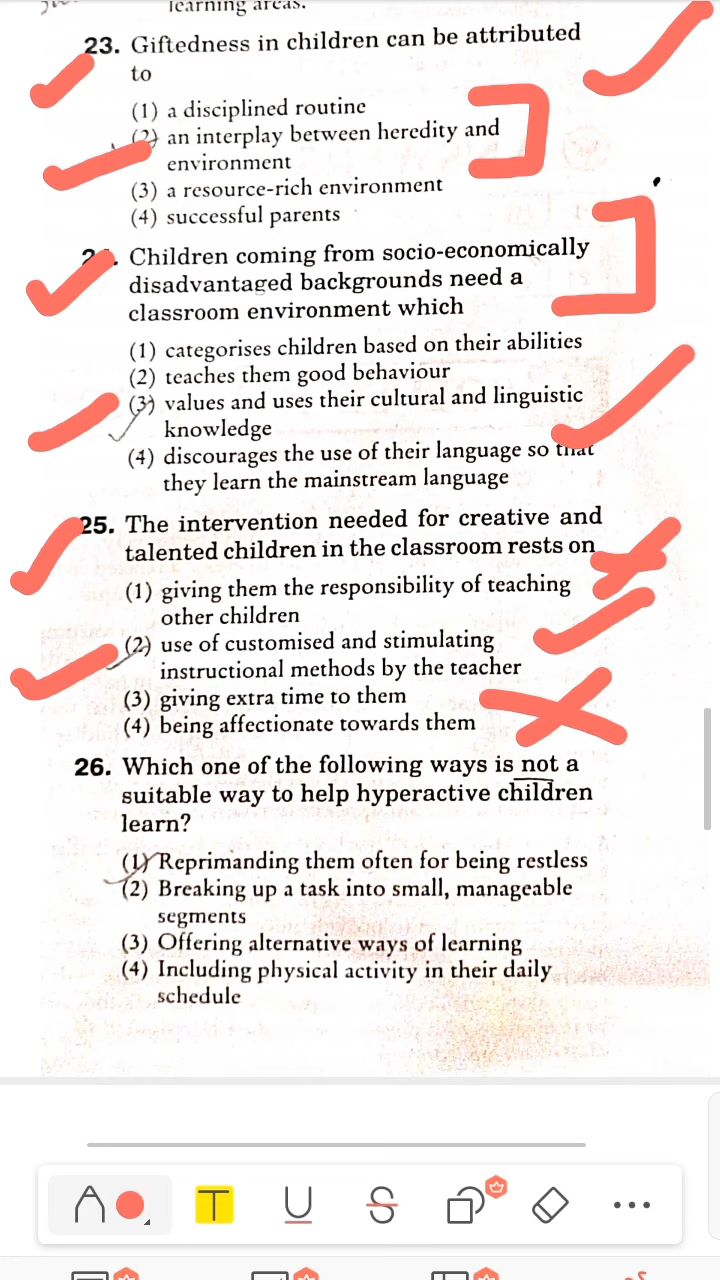 learning areas.
23. Giftedness in children can be attributed
to
(1) a disciplined routine
(2) an interplay between heredity and
environment
(3) a resource-rich environment
(4) successful parents
. Children coming from socio-economically
disadvantaged backgrounds need a
classroom environment which
(1) categorises children based on their abilities
(2) teaches them good behaviour
(3) values and uses their cultural and linguistic
knowledge
(4) discourages the use of their language so that
they learn the mainstream language
25. The intervention needed for creative and
talented children in the classroom rests on
(1) giving them the responsibility of teaching
other children
(2) use of customised and stimulating
instructional methods by the teacher
(3) giving extra time to them
(4) being affectionate towards them
26. Which one of the following ways is not a
suitable way to help hyperactive children
learn?
(1) Reprimanding them often for being restless
(2) Breaking up a task into small, manageable
segments
(3) Offering alternative ways of learning
(4) Including physical activity in their daily
schedule